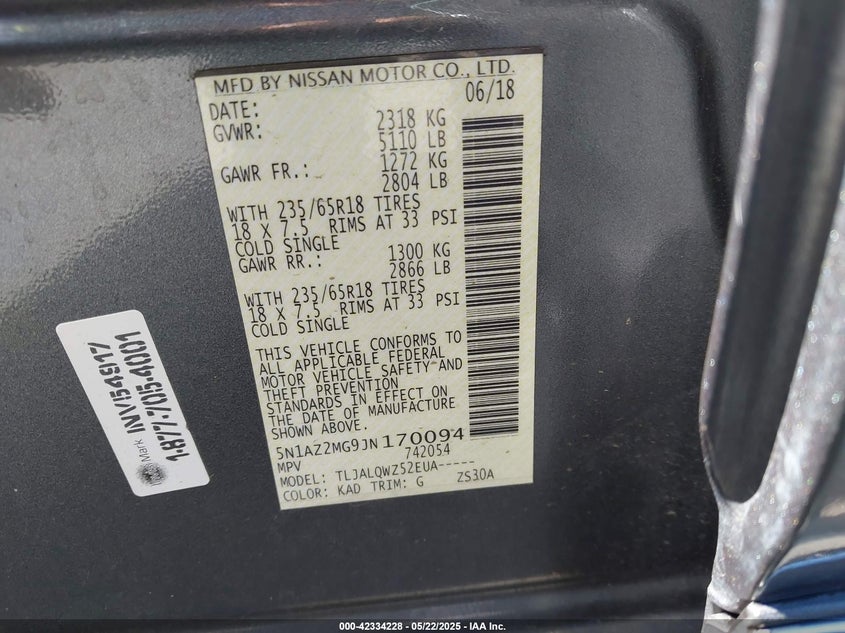 MFD BY NISSAN MOTOR CO., LTD.
DATE: 06/18
GVWR: 2318 KG
5110 LB
GAWR FR.: 1272 KG
2804 LB
WITH 235/65R18 TIRES
18 X 7.5 RIMS AT 33 PSI
COLD SINGLE
GAWR RR.: 1300 KG
2866 LB
WITH 235/65R18 TIRES
18 X 7.5 RIMS AT 33 PSI
COLD SINGLE
THIS VEHICLE CONFORMS TO
ALL APPLICABLE FEDERAL
MOTOR VEHICLE SAFETY AND
THEFT PREVENTION
STANDARDS IN EFFECT ON
THE DATE OF MANUFACTURE
SHOWN ABOVE.
5N1AZ2MG9JN170094
MPV 742054
MODEL: TLJALQWZ52EUA-----
COLOR: KAD TRIM: G ZS30A
Mark INV154517
1-877-705-4001
000-42334228 - 05/22/2025 - IAA Inc.